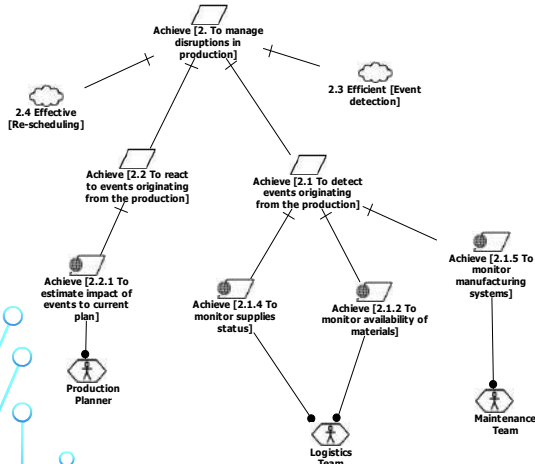 Achieve [2. To manage
disruptions in
production]
2.4 Effective
[Re-scheduling]
2.3 Efficient [Event
detection]
Achieve [2.2 To react
to events originating
from the production]
Achieve [2.1 To detect
events originating
from the production]
Achieve [2.2.1 To
estimate impact of
events to current
plan]
Achieve [2.1.4 To
monitor supplies
status]
Achieve [2.1.2 To
monitor availability of
materials]
Achieve [2.1.5 To
monitor
manufacturing
systems]
Production
Planner
Logistics
Team
Maintenance
Team